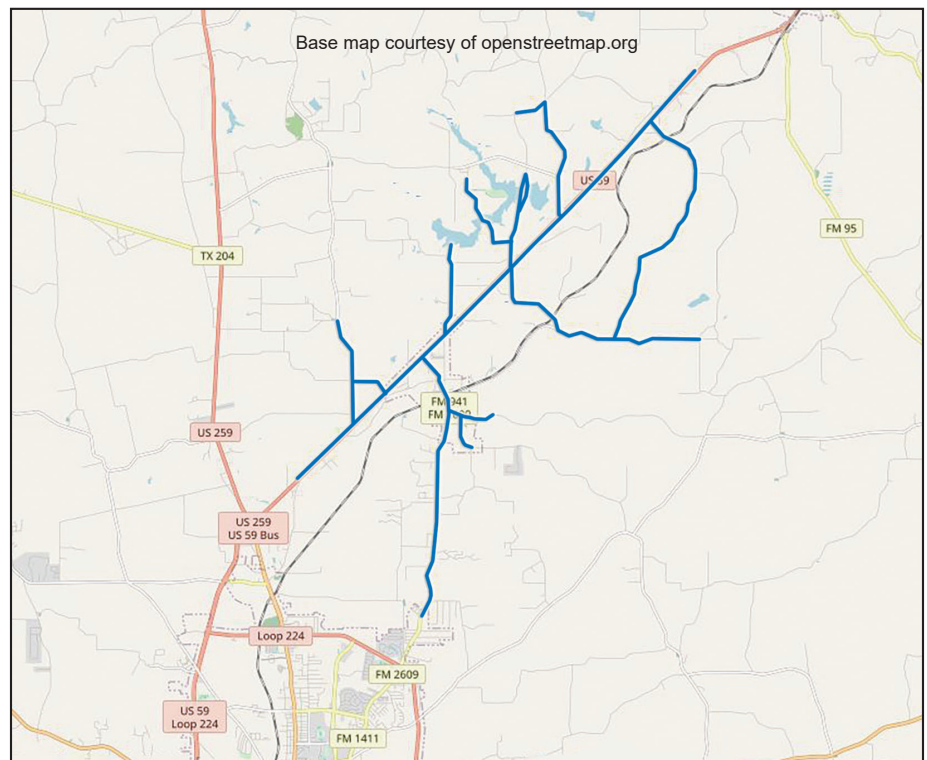 Base map courtesy of openstreetmap.org
US 59
FM 95
TX 204
FM 941
FM
US 259
US 259
US 59 Bus
Loop 224
FM 2609
US 59
Loop 224
FM 1411